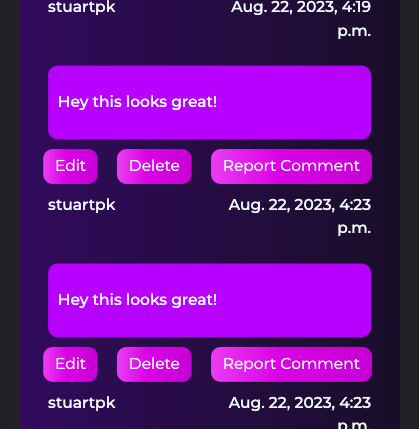 stuartpk Aug. 22, 2023, 4:19
p.m.
Hey this looks great!
Edit Delete Report Comment
stuartpk Aug. 22, 2023, 4:23
p.m.
Hey this looks great!
Edit Delete Report Comment
stuartpk Aug. 22, 2023, 4:23
p.m.